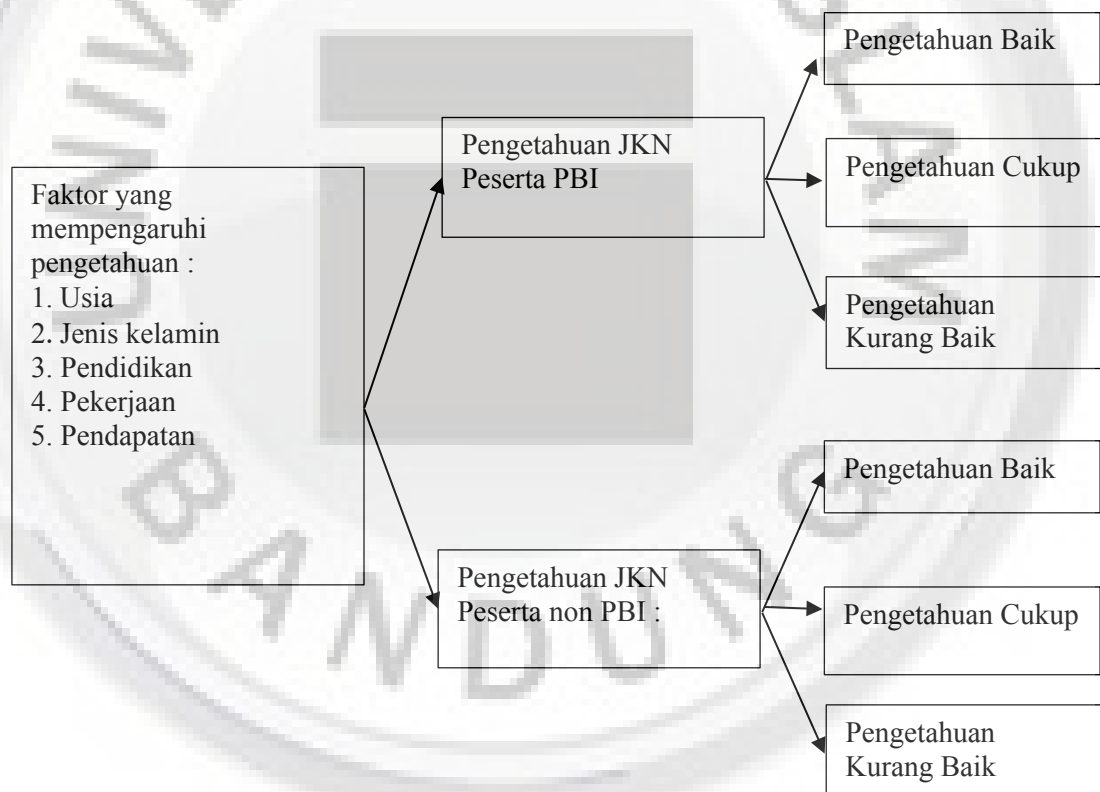 Faktor yang
mempengaruhi
pengetahuan :
1. Usia
2. Jenis kelamin
3. Pendidikan
4. Pekerjaan
5. Pendapatan
Pengetahuan JKN
Peserta PBI
Pengetahuan Baik
Pengetahuan Cukup
Pengetahuan
Kurang Baik
Pengetahuan JKN
Peserta non PBI :
Pengetahuan Baik
Pengetahuan Cukup
Pengetahuan
Kurang Baik
BANDUNG